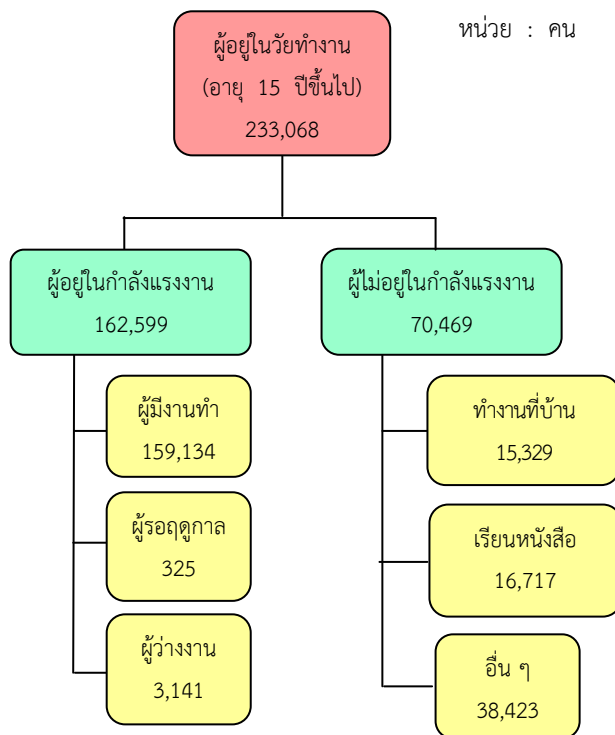 หน่วย : คน
ผู้อยู่ในวัยทำงาน
(อายุ 15 ปีขึ้นไป)
233,068
ผู้อยู่ในกำลังแรงงาน
162,599
ผู้ไม่อยู่ในกำลังแรงงาน
70,469
ผู้มีงานทำ
159,134
ผู้รอฤดูกาล
325
ผู้ว่างงาน
3,141
ทำงานที่บ้าน
15,329
เรียนหนังสือ
16,717
อื่น ๆ
38,423